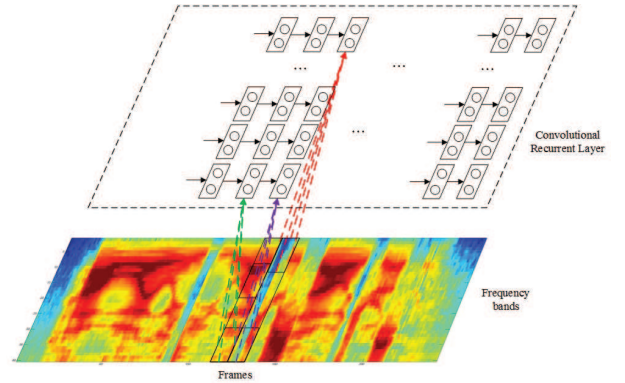 ...
...
...
...
...
Convolutional
Recurrent Layer
Frequency
bands
Frames